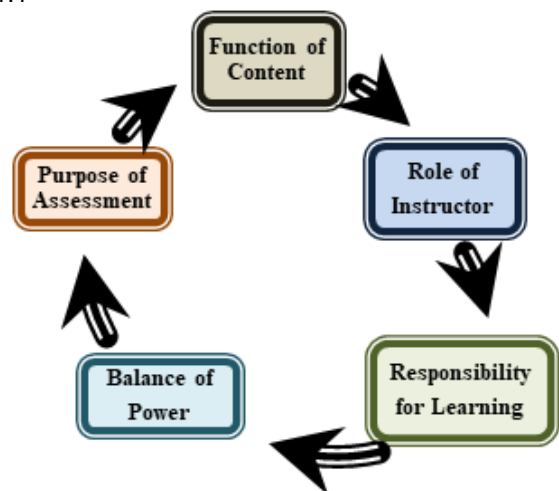 Function of
Content
Role of
Instructor
Responsibility
for Learning
Balance of
Power
Purpose of
Assessment